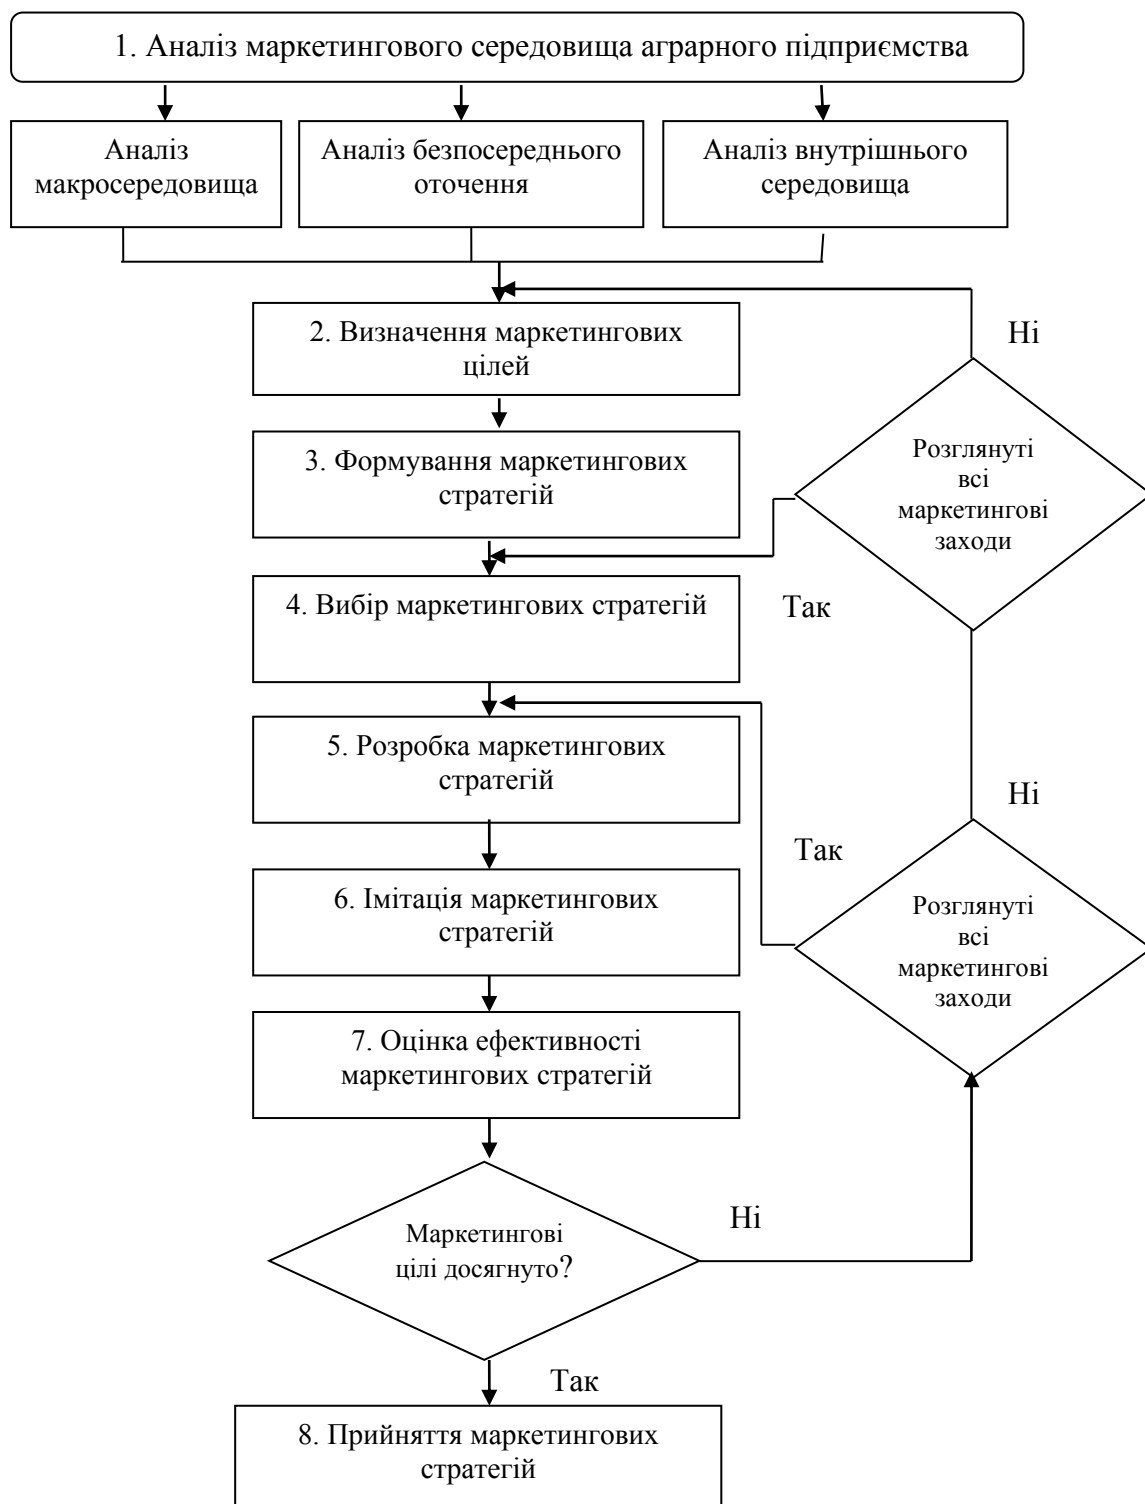 1. Аналіз маркетингового середовища аграрного підприємства
Аналіз
макросередовища
Аналіз безпосереднього
оточення
Аналіз внутрішнього
середовища
2. Визначення маркетингових
цілей
Ні
3. Формування маркетингових
стратегій
Розглянуті
всі
маркетингові
заходи
4. Вибір маркетингових стратегій
Так
5. Розробка маркетингових
стратегій
Ні
Так
6. Імітація маркетингових
стратегій
Розглянуті
всі
маркетингові
заходи
7. Оцінка ефективності
маркетингових стратегій
Ні
Маркетингові
цілі досягнуто?
Так
8. Прийняття маркетингових
стратегій